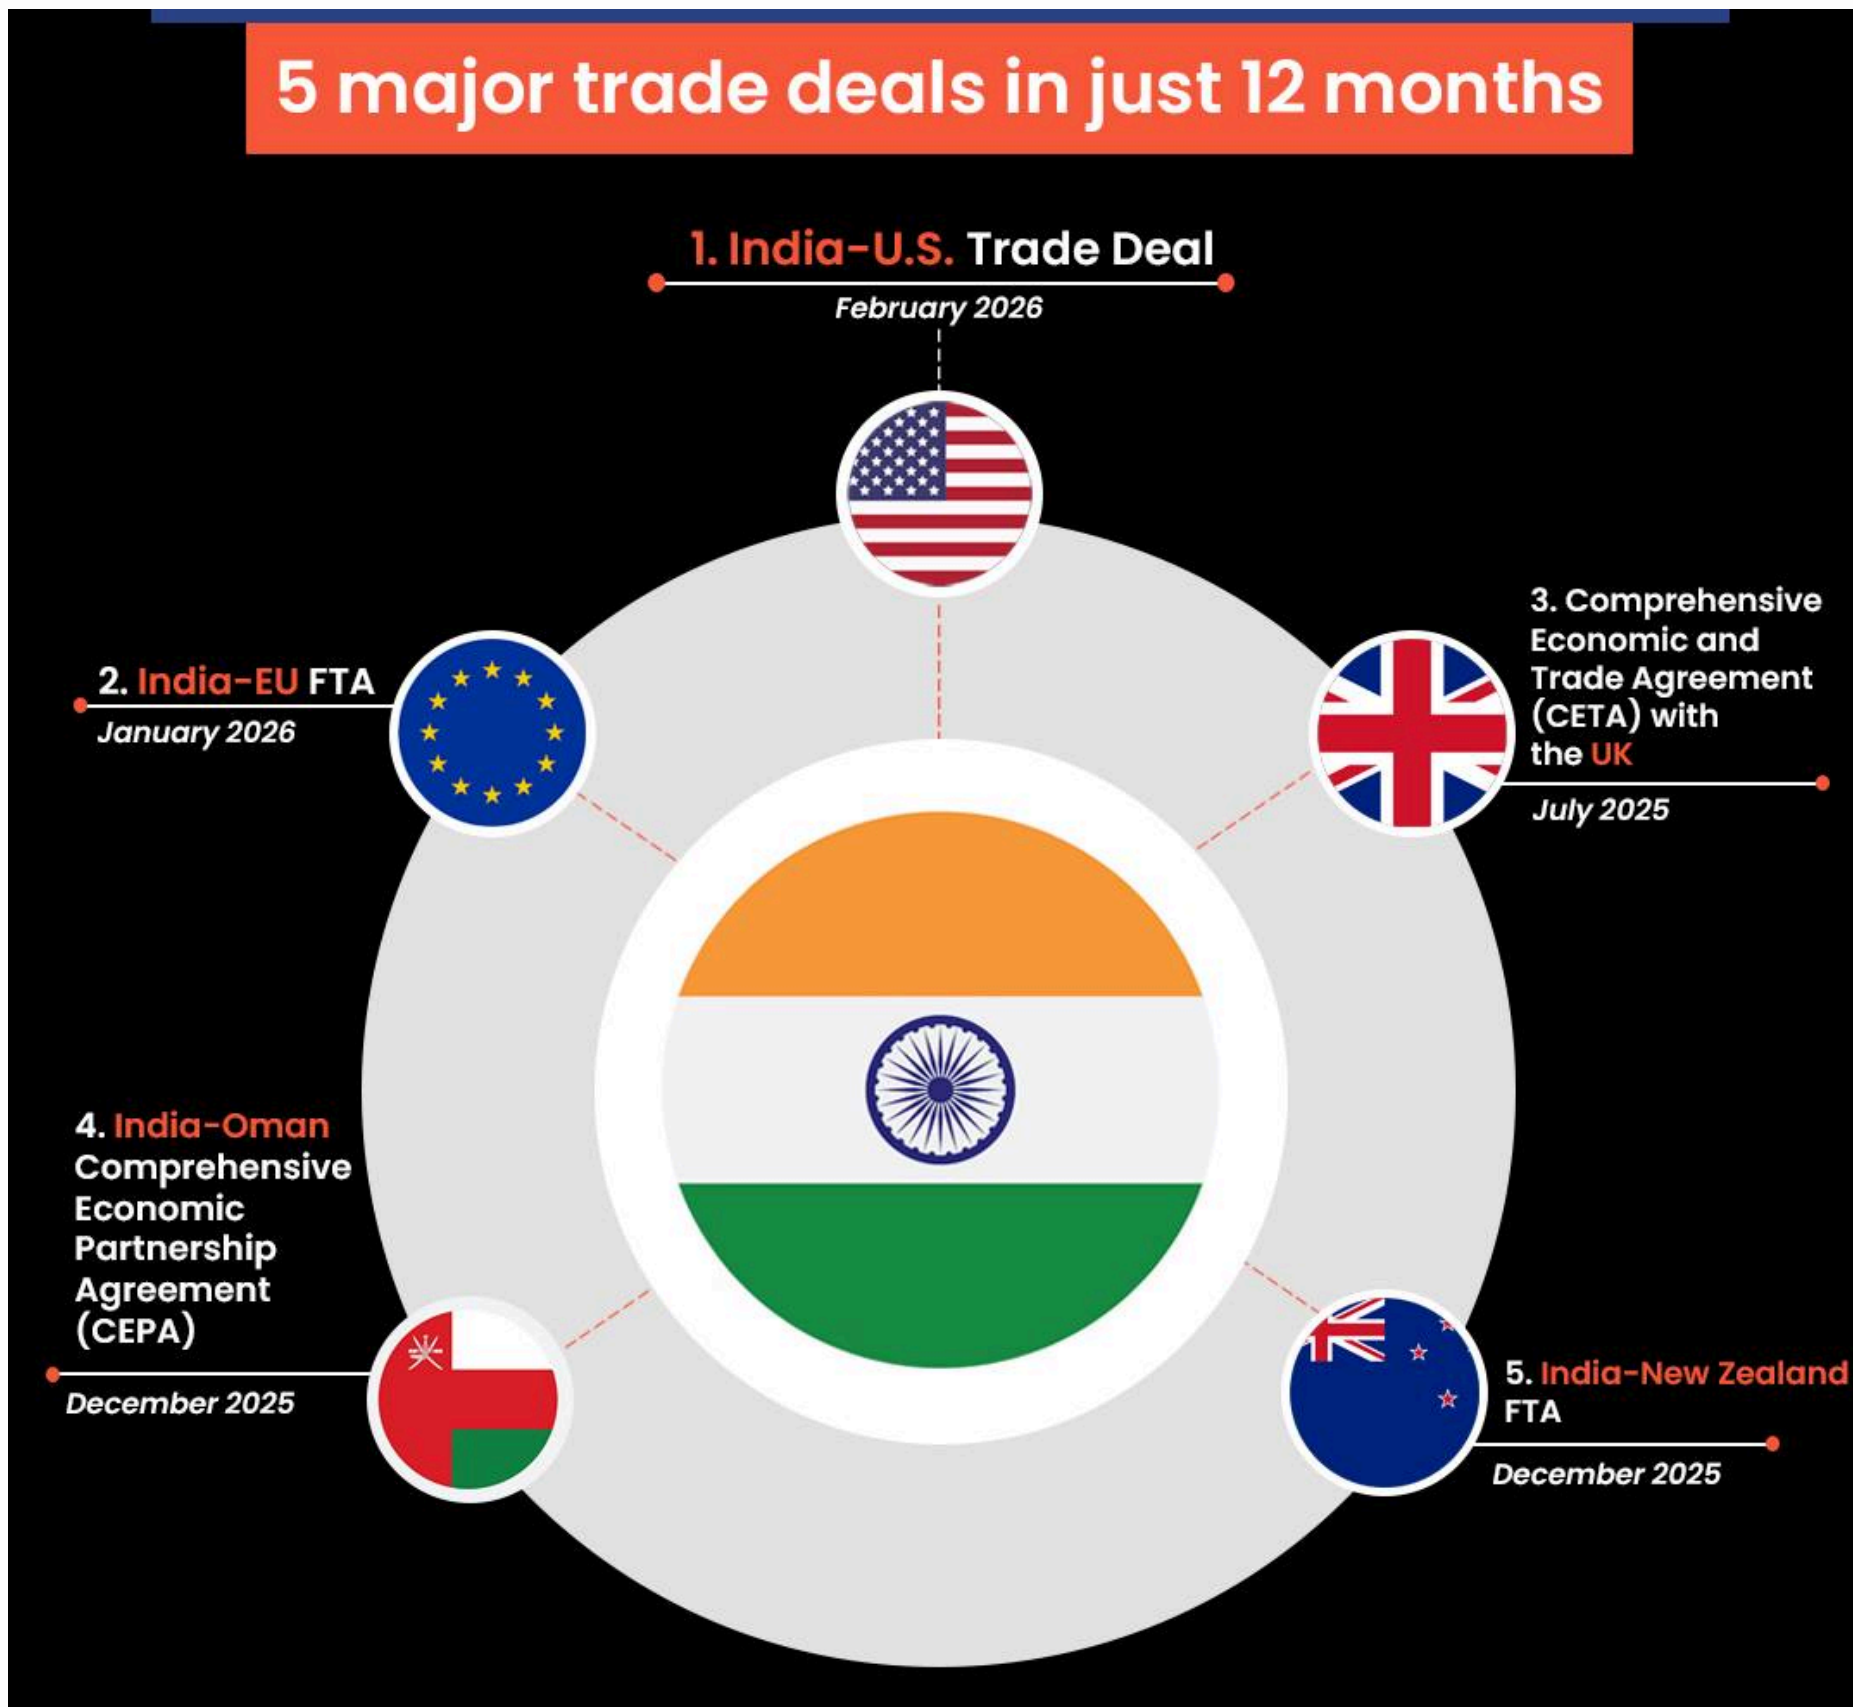 5 major trade deals in just 12 months
1. India-U.S. Trade Deal
February 2026
2. India-EU FTA
January 2026
3. Comprehensive
Economic and
Trade Agreement
(CETA) with
the UK
July 2025
4. India-Oman
Comprehensive
Economic
Partnership
Agreement
(CEPA)
December 2025
5. India-New Zealand
FTA
December 2025